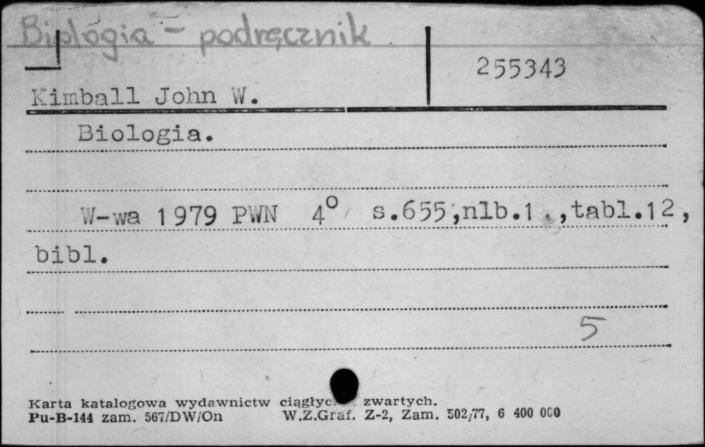 Biologia - podręcznik
255343
Kimball John W.
Biologia.
W-wa 1979 PWN 4° s.655,nlb.1 .,tabl.12,
bibl.
5
Karta katalogowa wydawnictw zwartych.
Pu-B-144 zam. 567/DW/On W.Z.Graf. Z-2, Zam. 502/77, 6 400 000